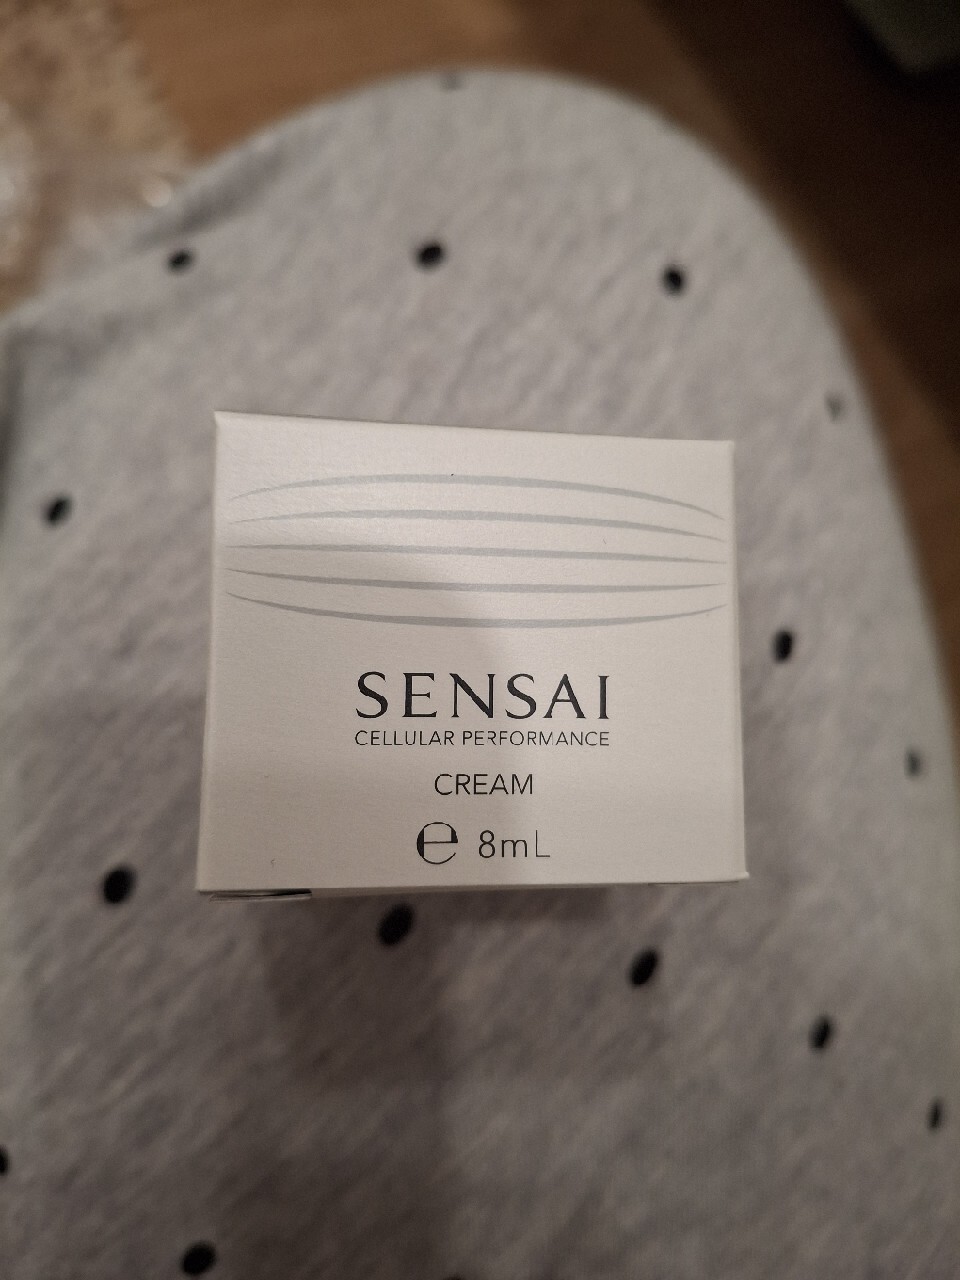 SENSAI
CELLULAR PERFORMANCE
CREAM
℮ 8mL